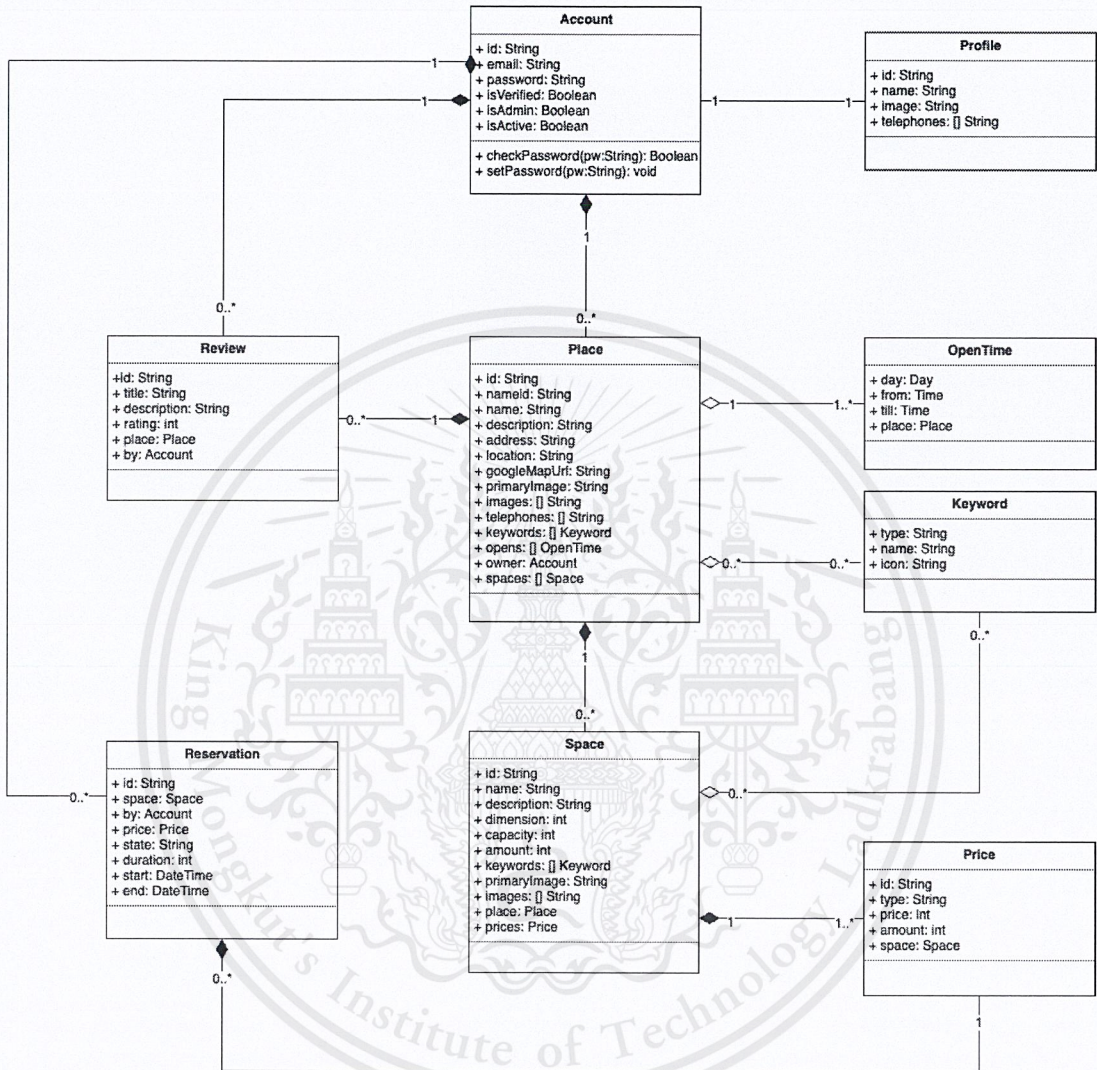 Account
+ id: String
+ email: String
+ password: String
+ isVerified: Boolean
+ isAdmin: Boolean
+ isActive: Boolean
+ checkPassword(pw:String): Boolean
+ setPassword(pw:String): void
Profile
+ id: String
+ name: String
+ image: String
+ telephones: [] String
1
1
1
1
1
0..*
0..*
Review
+id: String
+ title: String
+ description: String
+ rating: int
+ place: Place
+ by: Account
0..*
1
Place
+ id: String
+ nameId: String
+ name: String
+ description: String
+ address: String
+ location: String
+ googleMapUrl: String
+ primaryImage: String
+ images: [] String
+ telephones: [] String
+ keywords: [] Keyword
+ opens: [] OpenTime
+ owner: Account
+ spaces: [] Space
1
1..*
OpenTime
+ day: Day
+ from: Time
+ till: Time
+ place: Place
0..*
0..*
Keyword
+ type: String
+ name: String
+ icon: String
0..*
1
0..*
Reservation
+ id: String
+ space: Space
+ by: Account
+ price: Price
+ state: String
+ duration: int
+ start: DateTime
+ end: DateTime
0..*
0..*
Space
+ id: String
+ name: String
+ description: String
+ dimension: int
+ capacity: int
+ amount: int
+ keywords: [] Keyword
+ primaryImage: String
+ images: [] String
+ place: Place
+ prices: Price
0..*
1
1..*
Price
+ id: String
+ type: String
+ price: Int
+ amount: int
+ space: Space
1
King Mongkut's Institute of Technology Ladkrabang